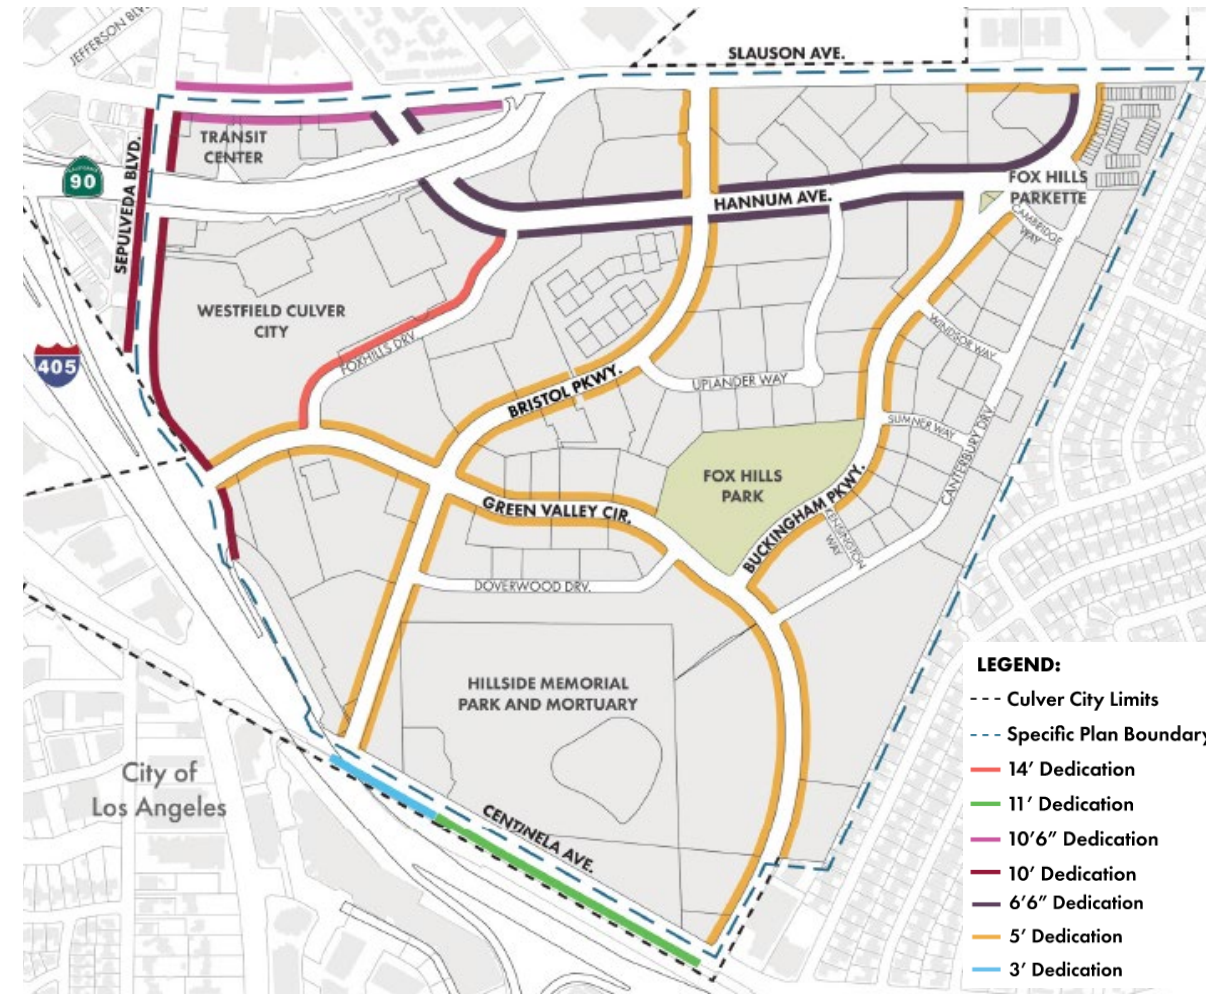 JEFFERSON BLV
SLAUSON AVE.
TRANSIT
CENTER
SEPULVEDA BLVD.
CALIFORNIA
90
HANNUM AVE.
FOX HILLS
PARKETTE
CAMBRIDGE
WAY
WESTFIELD CULVER
CITY
405
FOXHILLS DRV
WINDSOR WAY
BRISTOL PKWY.
UPLANDER WAY
SUMNER WAY
CANTERBURY DRV
FOX HILLS
PARK
GREEN VALLEY CIR.
BUCKINGHAM PKWY.
KENSINGTON
WAY
DOVERWOOD DRV.
HILLSIDE MEMORIAL
PARK AND MORTUARY
City of
Los Angeles
CENTINELA AVE.
LEGEND:
Culver City Limits
Specific Plan Boundary
14’ Dedication
11’ Dedication
10’6” Dedication
10’ Dedication
6’6” Dedication
5’ Dedication
3’ Dedication